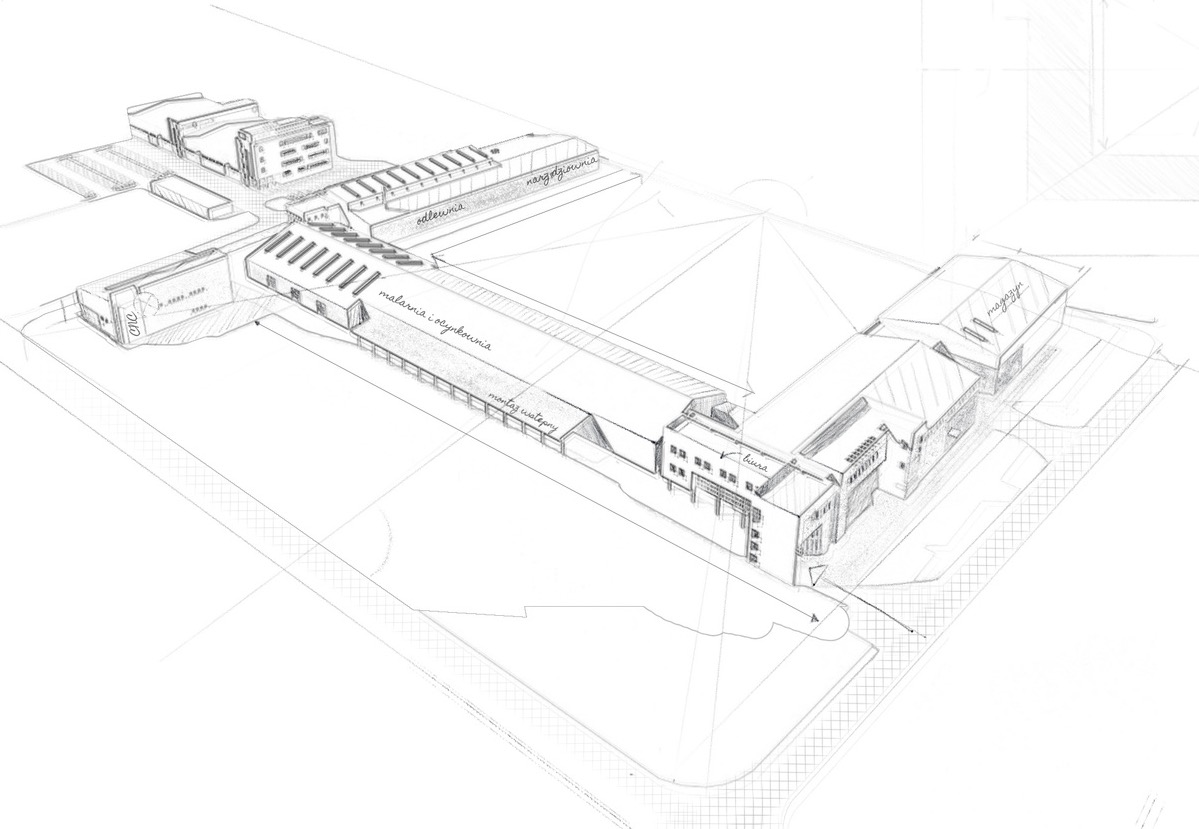 narzędziownia
odlewnia
magazyn
cnc
malarnia i ocynkownia
montaż wstępny
biura